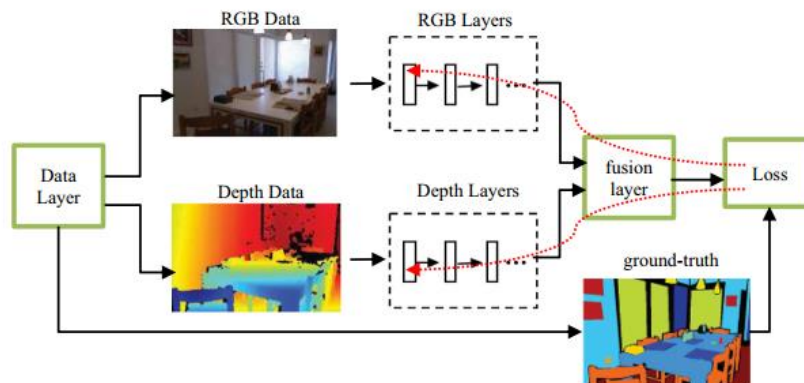 RGB Data
RGB Layers
Data
Layer
fusion
layer
Loss
Depth Data
Depth Layers
ground-truth